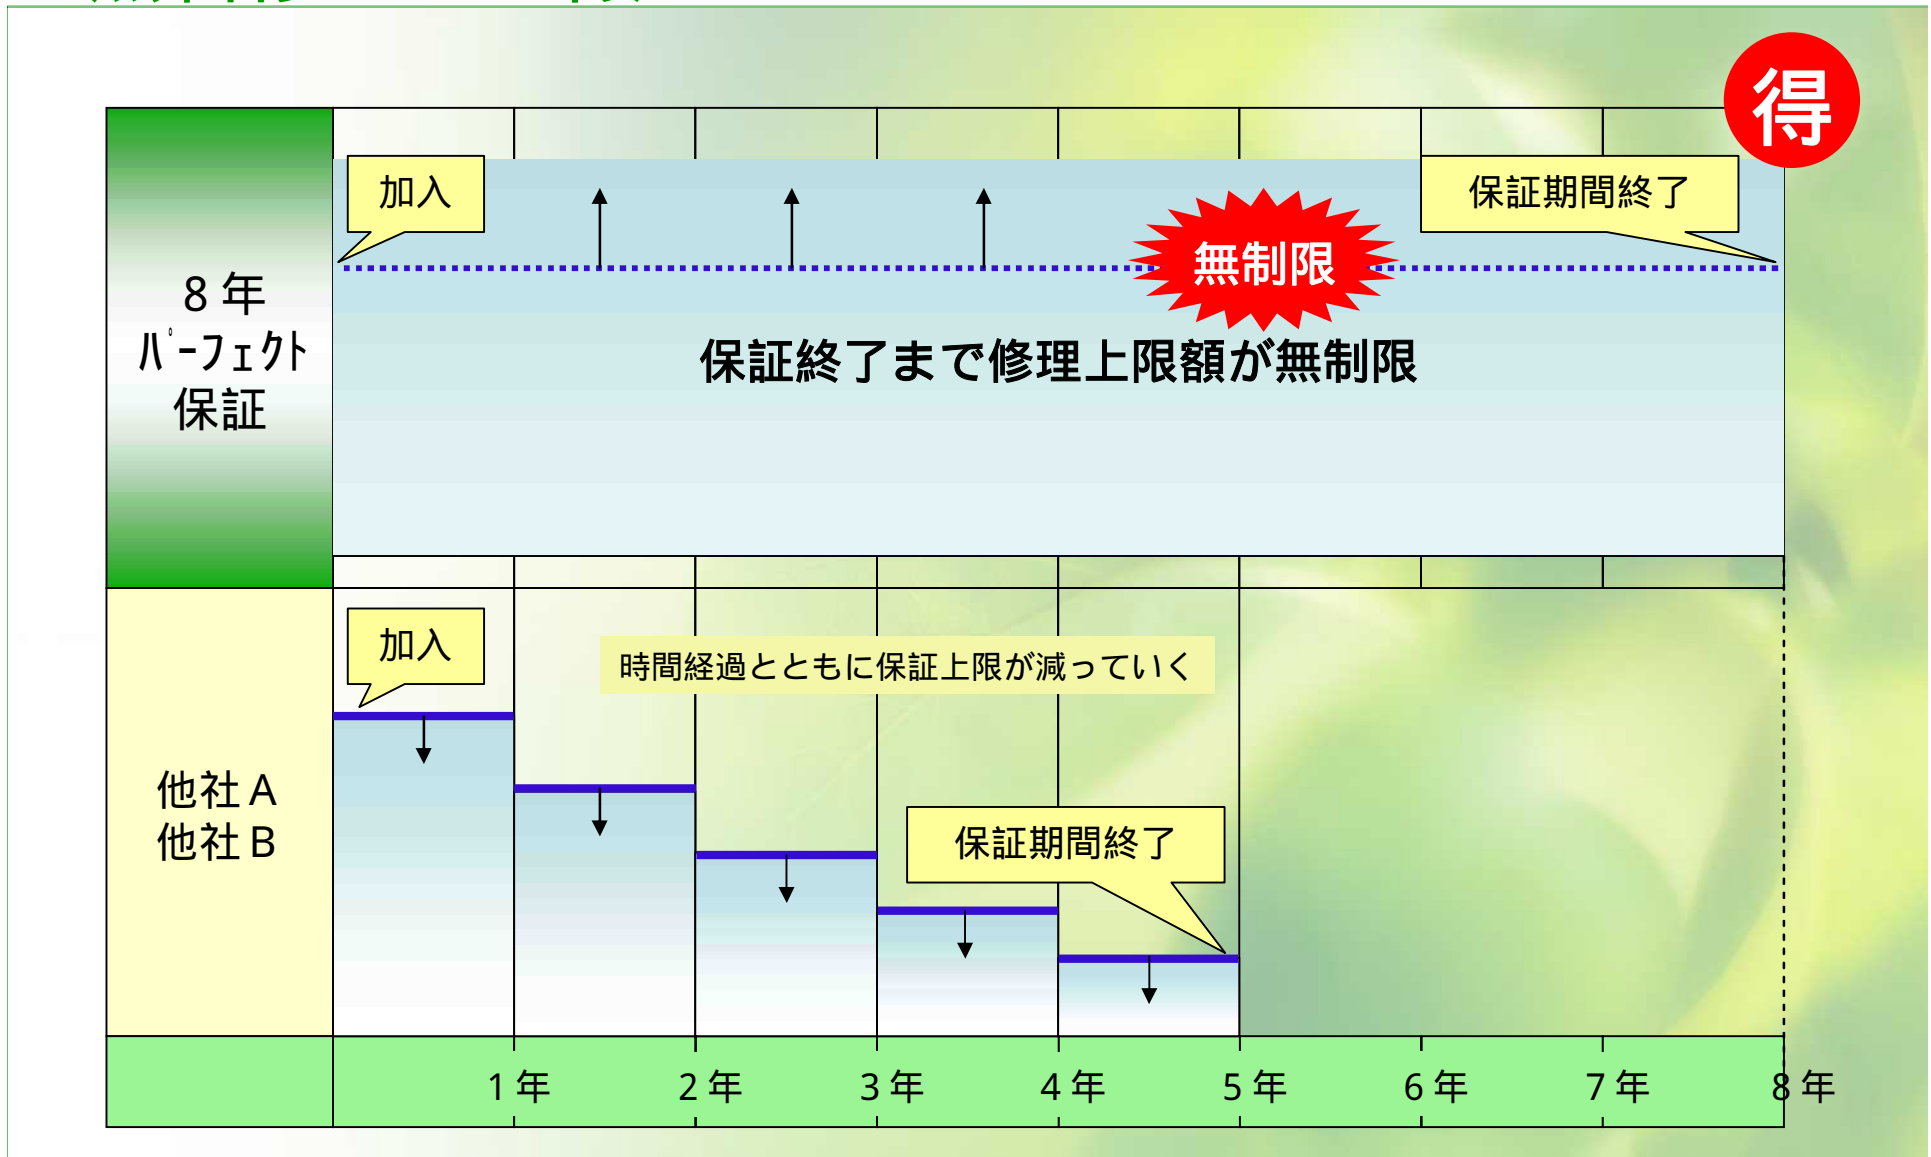 得
加入
保証期間終了
無制限
8年
ﾊﾟｰﾌｪｸﾄ
保証
保証終了まで修理上限額が無制限
加入
時間経過とともに保証上限が減っていく
他社A
他社B
保証期間終了
1年 2年 3年 4年 5年 6年 7年 8年